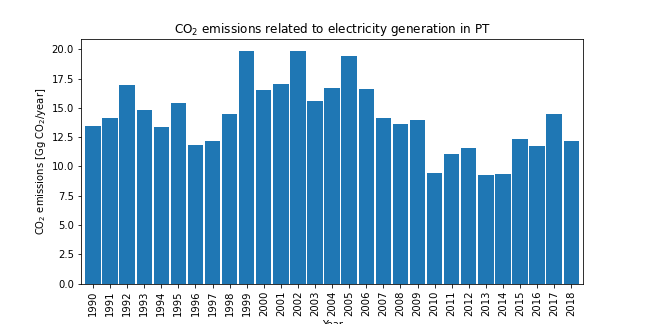 CO₂ emissions related to electricity generation in PT
CO₂ emissions [Gg CO₂/year]
20.0
17.5
15.0
12.5
10.0
7.5
5.0
2.5
0.0
1990 1991 1992 1993 1994 1995 1996 1997 1998 1999 2000 2001 2002 2003 2004 2005 2006 2007 2008 2009 2010 2011 2012 2013 2014 2015 2016 2017 2018
Year